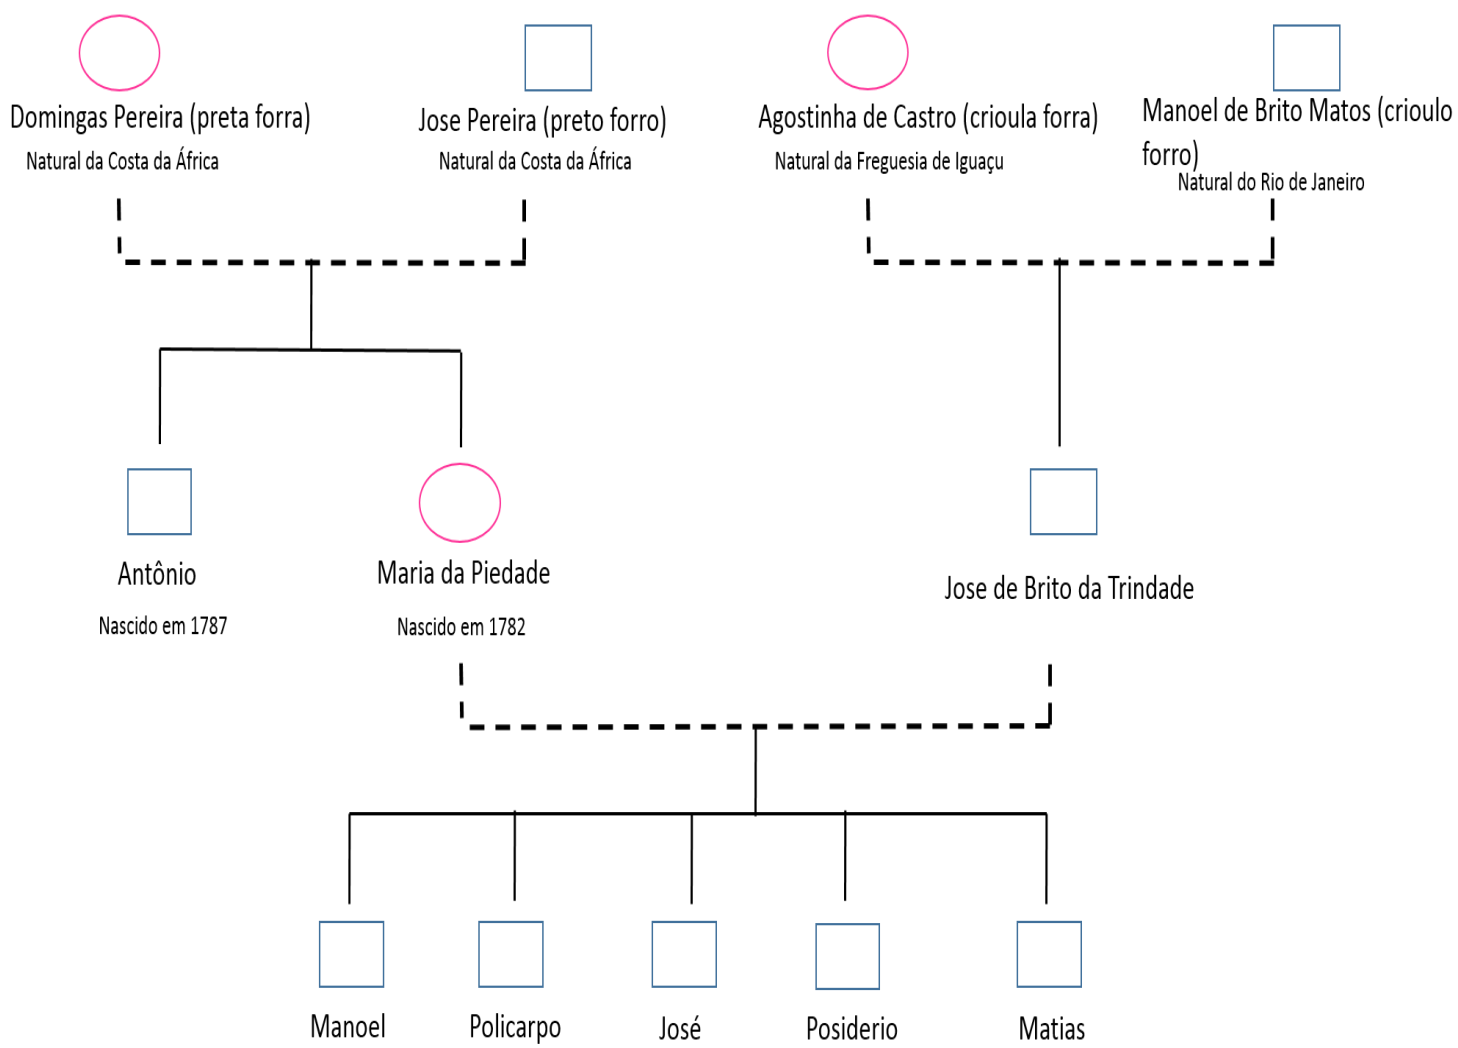 Domingas Pereira (preta forra)
Natural da Costa da África
Jose Pereira (preto forro)
Natural da Costa da África
Agostinha de Castro (crioula forra)
Natural da Freguesia de Iguaçu
Manoel de Brito Matos (crioulo
forro)
Natural do Rio de Janeiro
Antônio
Nascido em 1787
Maria da Piedade
Nascido em 1782
Jose de Brito da Trindade
Manoel
Policarpo
José
Posiderio
Matias